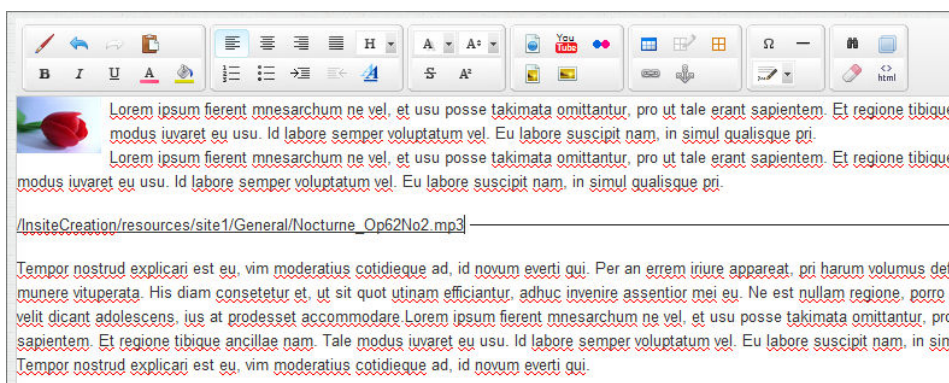 H A A:
You Tube
Ω
B I U A S A² html
Lorem ipsum fierent mnesarchum ne vel, et usu posse takimata omittantur, pro ut tale erant sapientem. Et regione tibique
modus iuvaret eu usu. Id labore semper voluptatum vel. Eu labore suscipit nam, in simul qualisque pri.
Lorem ipsum fierent mnesarchum ne vel, et usu posse takimata omittantur, pro ut tale erant sapientem. Et regione tibique
modus iuvaret eu usu. Id labore semper voluptatum vel. Eu labore suscipit nam, in simul qualisque pri.
/InsiteCreation/resources/site1/General/Nocturne_Op62No2.mp3
Tempor nostrud explicari est eu, vim moderatius cotidieque ad, id novum everti qui. Per an errem iriure appareat, pri harum volumus
munere vituperata. His diam consetetur et, ut sit quot utinam efficiantur, adhuc invenire assentior mei eu. Ne est nullam regione, porro
velit dicant adolescens, ius at prodesset accommodare.Lorem ipsum fierent mnesarchum ne vel, et usu posse takimata omittantur,
sapientem. Et regione tibique ancillae nam. Tale modus iuvaret eu usu. Id labore semper voluptatum vel. Eu labore suscipit nam, in
Tempor nostrud explicari est eu, vim moderatius cotidieque ad, id novum everti qui.